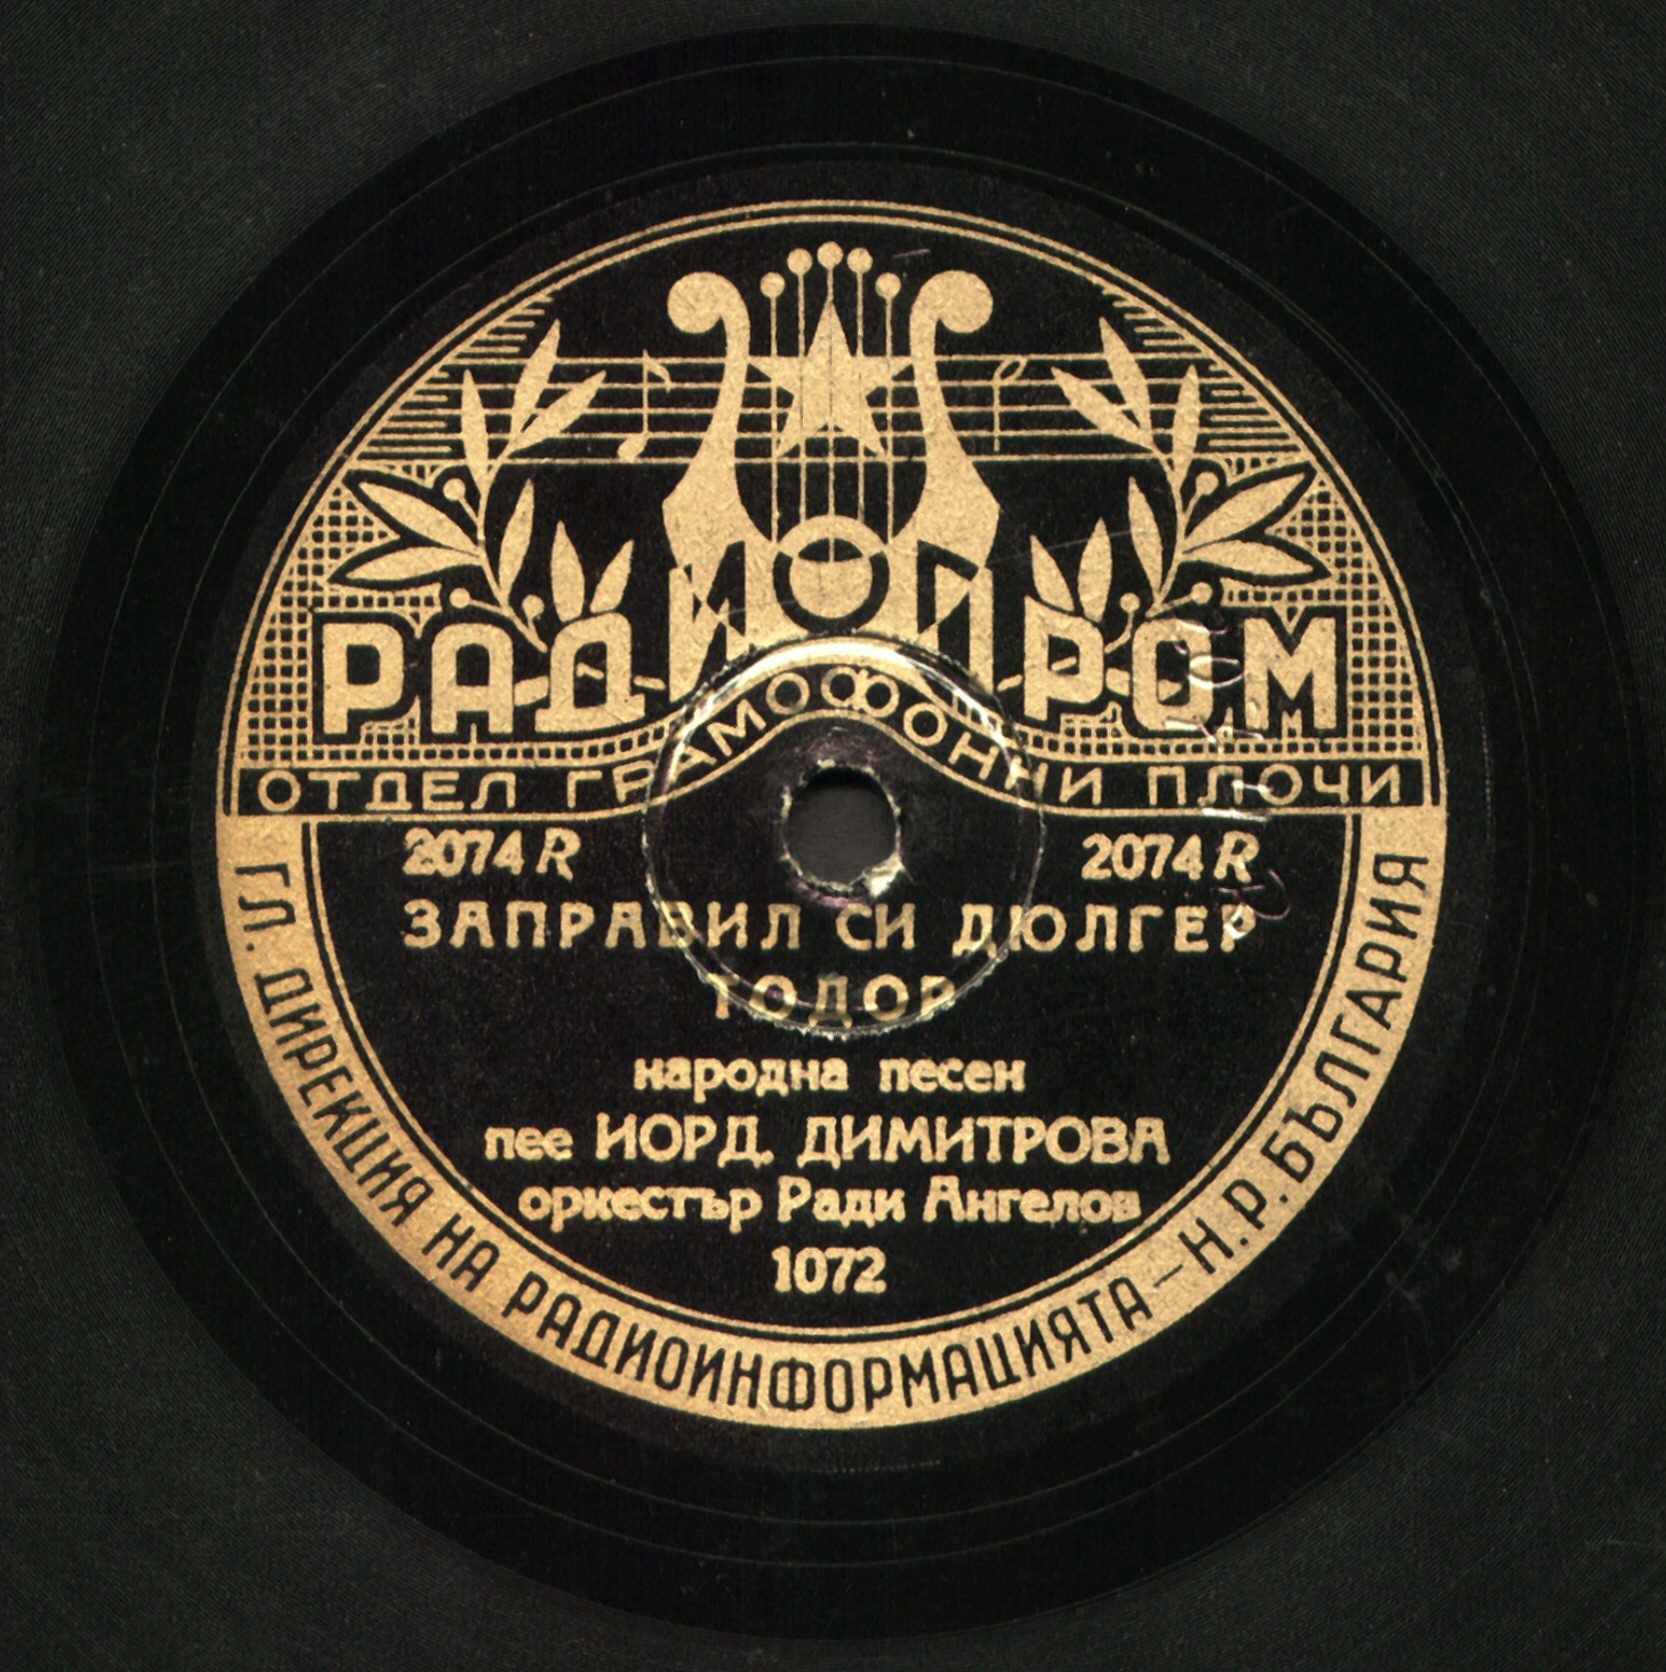 РАДИОПРОМ
ОТДЕЛ ГРАМОФОННИ ПЛОЧИ
2074 R 2074 R
ЗАПРАВИЛ СИ ДЮЛГЕР
ТОДОР
народна песен
пее ИОРД. ДИМИТРОВА
оркестър Ради Ангелов
1072
ГЛ. ДИРЕКЦИЯ НА РАДИОИНФОРМАЦИЯТА — Н. Р. БЪЛГАРИЯ